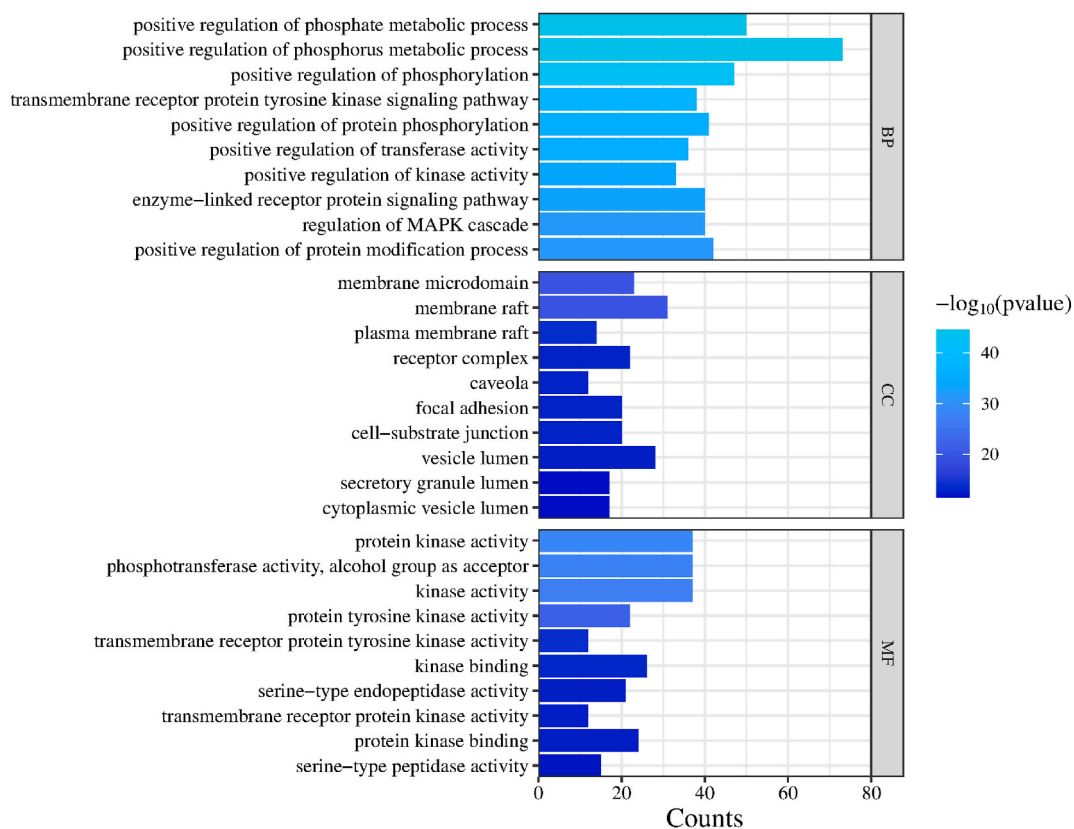 positive regulation of phosphate metabolic process
positive regulation of phosphorus metabolic process
positive regulation of phosphorylation
transmembrane receptor protein tyrosine kinase signaling pathway
positive regulation of protein phosphorylation
positive regulation of transferase activity
positive regulation of kinase activity
enzyme−linked receptor protein signaling pathway
regulation of MAPK cascade
positive regulation of protein modification process
BP
membrane microdomain
membrane raft
plasma membrane raft
receptor complex
caveola
focal adhesion
cell−substrate junction
vesicle lumen
secretory granule lumen
cytoplasmic vesicle lumen
CC
protein kinase activity
phosphotransferase activity, alcohol group as acceptor
kinase activity
protein tyrosine kinase activity
transmembrane receptor protein tyrosine kinase activity
kinase binding
serine−type endopeptidase activity
transmembrane receptor protein kinase activity
protein kinase binding
serine−type peptidase activity
MF
0 20 40 60 80
Counts
−log₁₀(pvalue)
40
30
20